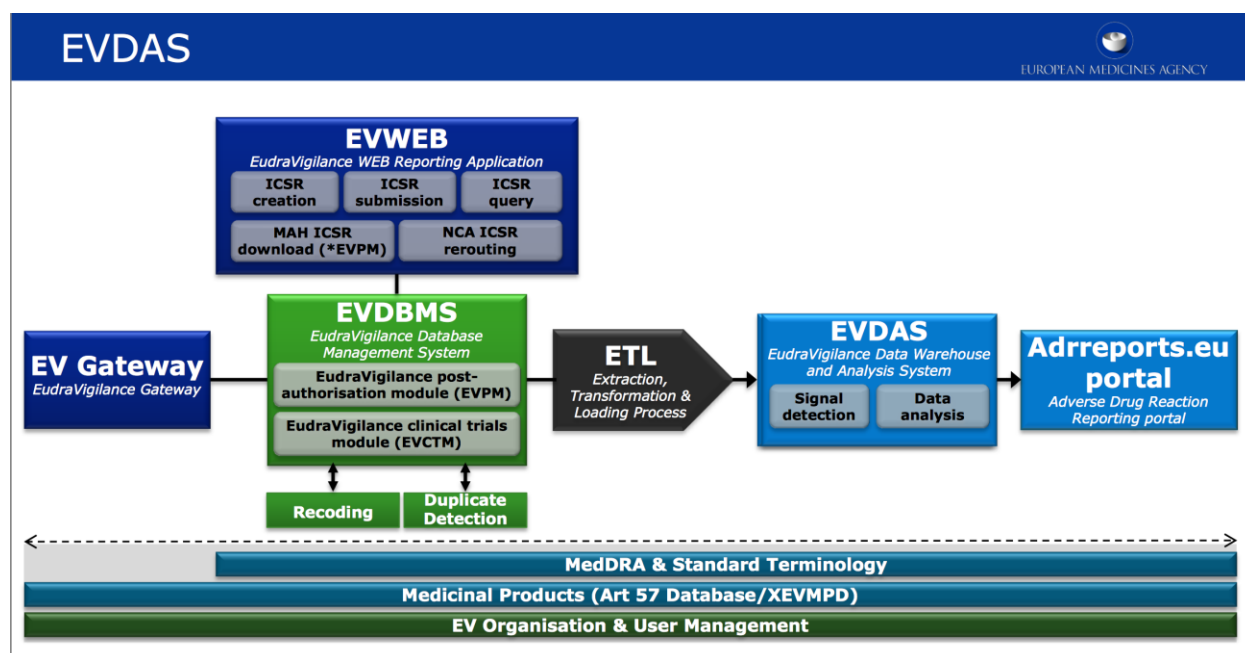 EVDAS
EUROPEAN MEDICINES AGENCY
EVWEB
EudraVigilance WEB Reporting Application
ICSR
creation
ICSR
submission
ICSR
query
MAH ICSR
download (*EVPM)
NCA ICSR
rerouting
EV Gateway
EudraVigilance Gateway
EVDBMS
EudraVigilance Database
Management System
EudraVigilance post-
authorisation module (EVPM)
EudraVigilance clinical trials
module (EVCTM)
Recoding
Duplicate
Detection
ETL
Extraction,
Transformation &
Loading Process
EVDAS
EudraVigilance Data Warehouse
and Analysis System
Signal
detection
Data
analysis
Adrreports.eu
portal
Adverse Drug Reaction
Reporting portal
MedDRA & Standard Terminology
Medicinal Products (Art 57 Database/XEVMPD)
EV Organisation & User Management